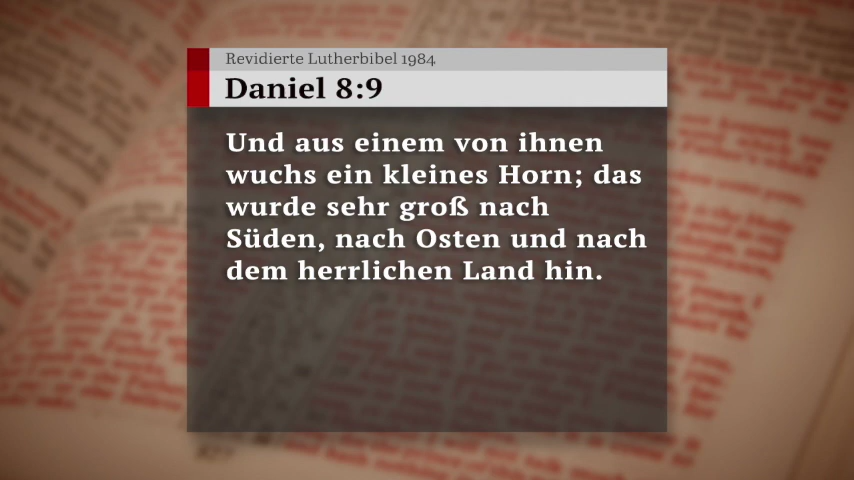 Revidierte Lutherbibel 1984
Daniel 8:9
Und aus einem von ihnen
wuchs ein kleines Horn; das
wurde sehr groß nach
Süden, nach Osten und nach
dem herrlichen Land hin.